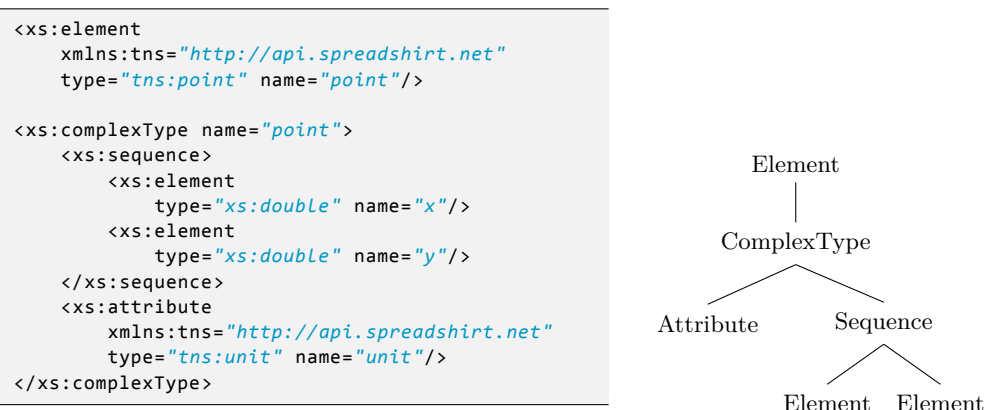 <xs:element
    xmlns:tns="http://api.spreadshirt.net"
    type="tns:point" name="point"/>

<xs:complexType name="point">
    <xs:sequence>
        <xs:element
            type="xs:double" name="x"/>
        <xs:element
            type="xs:double" name="y"/>
    </xs:sequence>
    <xs:attribute
        xmlns:tns="http://api.spreadshirt.net"
        type="tns:unit" name="unit"/>
</xs:complexType>
Element
ComplexType
Attribute Sequence
Element Element